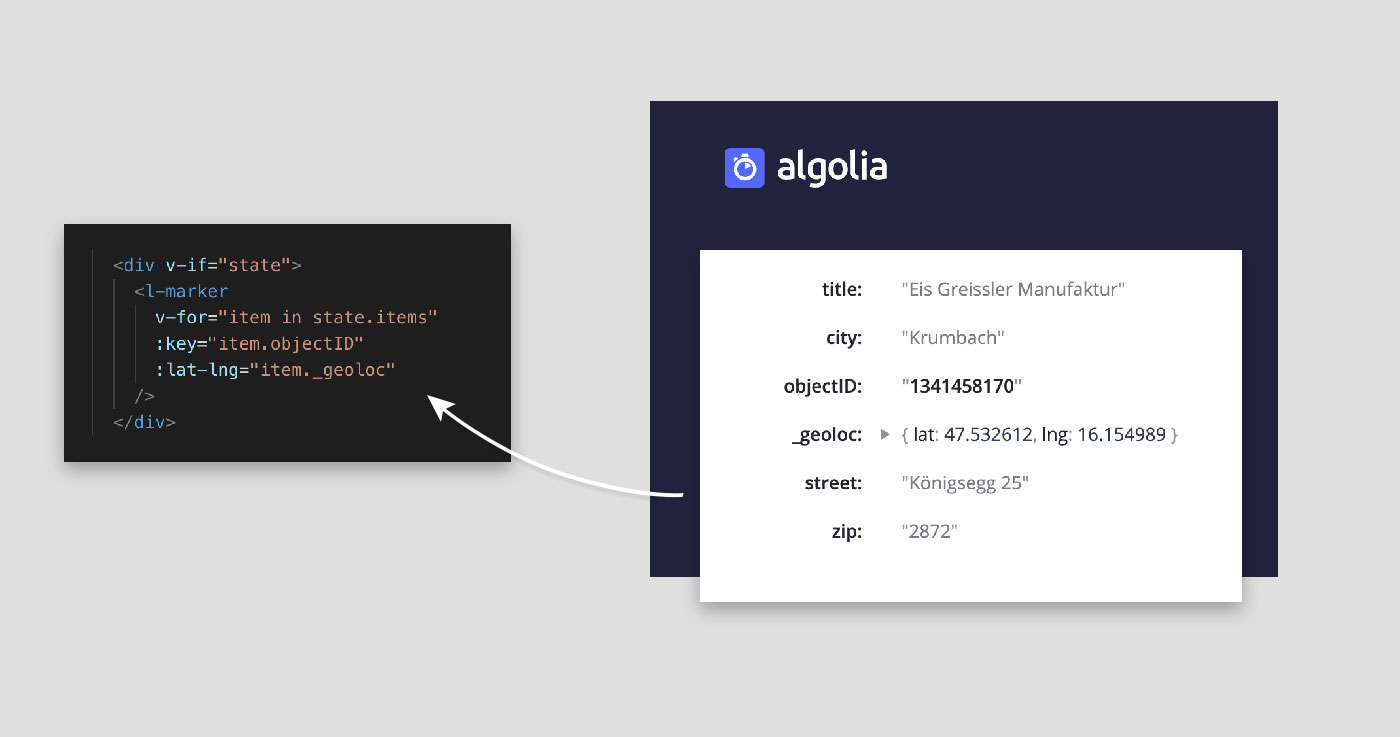 <div v-if="state">
<l-marker
v-for="item in state.items"
:key="item.objectID"
:lat-lng="item._geoloc"
/>
</div>
algolia
title: "Eis Greissler Manufaktur"
city: "Krumbach"
objectID: "1341458170"
_geoloc: { lat: 47.532612, lng: 16.154989 }
street: "Königsegg 25"
zip: "2872"